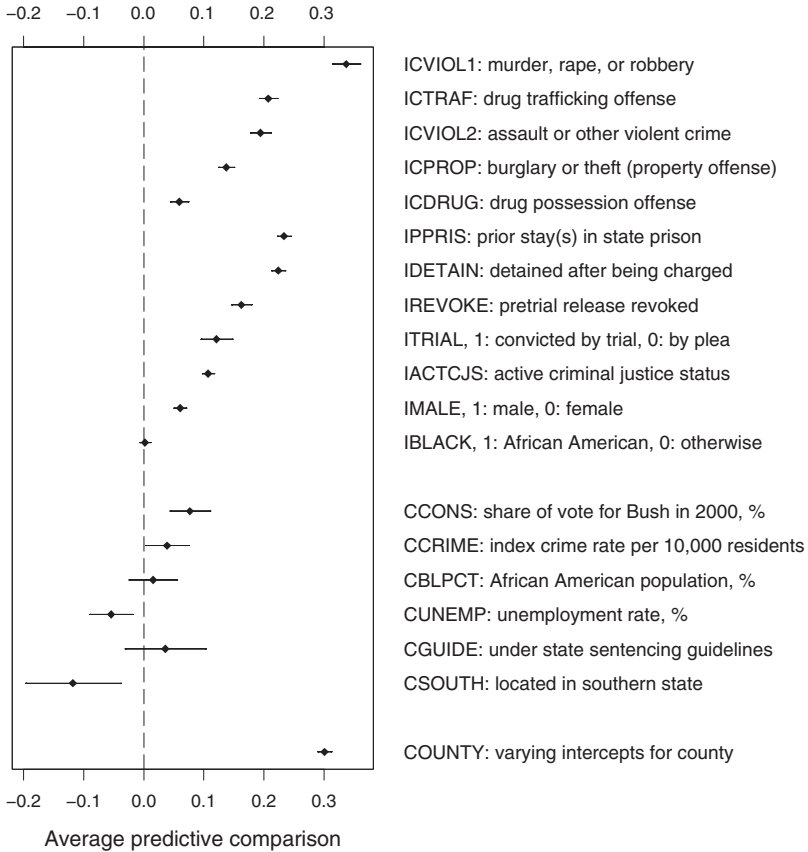 −0.2 −0.1 0.0 0.1 0.2 0.3
ICVIOL1: murder, rape, or robbery
ICTRAF: drug trafficking offense
ICVIOL2: assault or other violent crime
ICPROP: burglary or theft (property offense)
ICDRUG: drug possession offense
IPPRIS: prior stay(s) in state prison
IDETAIN: detained after being charged
IREVOKE: pretrial release revoked
ITRIAL, 1: convicted by trial, 0: by plea
IACTCJS: active criminal justice status
IMALE, 1: male, 0: female
IBLACK, 1: African American, 0: otherwise
CCONS: share of vote for Bush in 2000, %
CCRIME: index crime rate per 10,000 residents
CBLPCT: African American population, %
CUNEMP: unemployment rate, %
CGUIDE: under state sentencing guidelines
CSOUTH: located in southern state
COUNTY: varying intercepts for county
−0.2 −0.1 0.0 0.1 0.2 0.3
Average predictive comparison